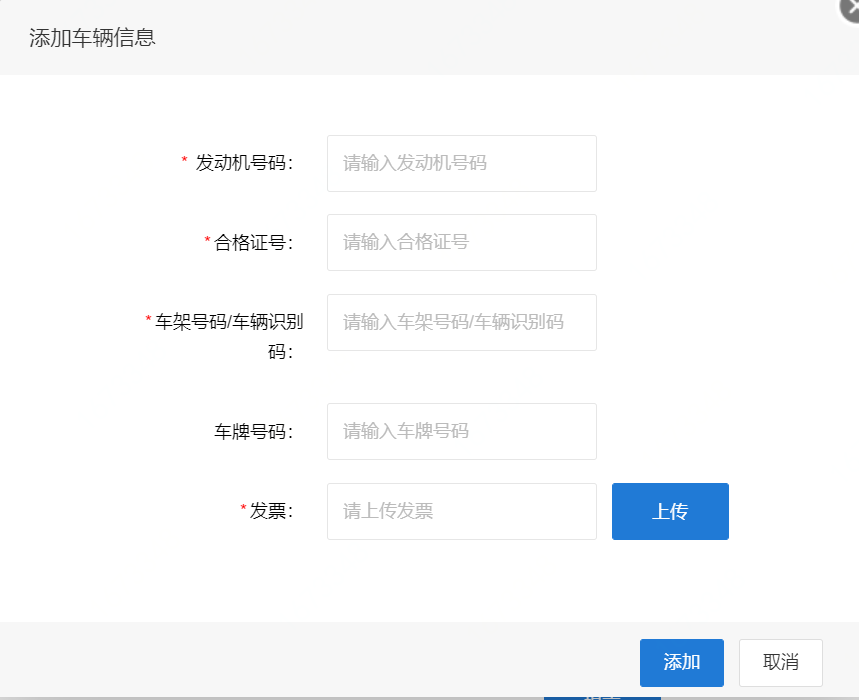 添加车辆信息
* 发动机号码： 请输入发动机号码
*合格证号： 请输入合格证号
*车架号码/车辆识别 请输入车架号码/车辆识别码
码：
车牌号码： 请输入车牌号码
*发票： 请上传发票 上传
添加 取消